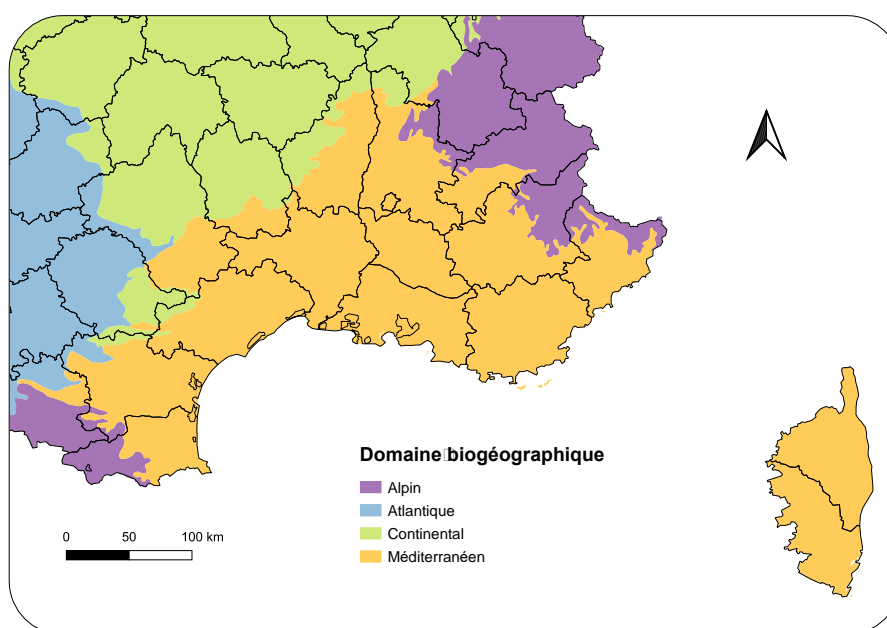 Domaine biogéographique
Alpin
Atlantique
Continental
Méditerranéen
0 50 100 km